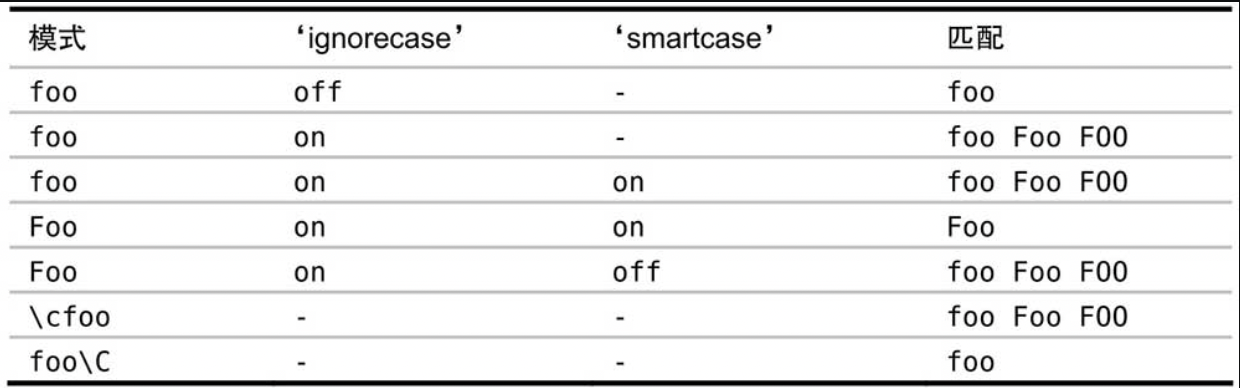 模式 ‘ignorecase’ ‘smartcase’ 匹配
foo off - foo
foo on - foo Foo FOO
foo on on foo Foo FOO
Foo on on Foo
Foo on off foo Foo FOO
\cfoo - - foo Foo FOO
foo\C - - foo